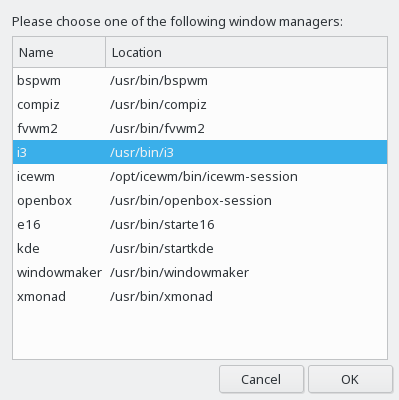 Please choose one of the following window managers:
Name Location
bspwm /usr/bin/bspwm
compiz /usr/bin/compiz
fvwm2 /usr/bin/fvwm2
i3 /usr/bin/i3
icewm /opt/icewm/bin/icewm-session
openbox /usr/bin/openbox-session
e16 /usr/bin/starte16
kde /usr/bin/startkde
windowmaker /usr/bin/windowmaker
xmonad /usr/bin/xmonad
Cancel OK